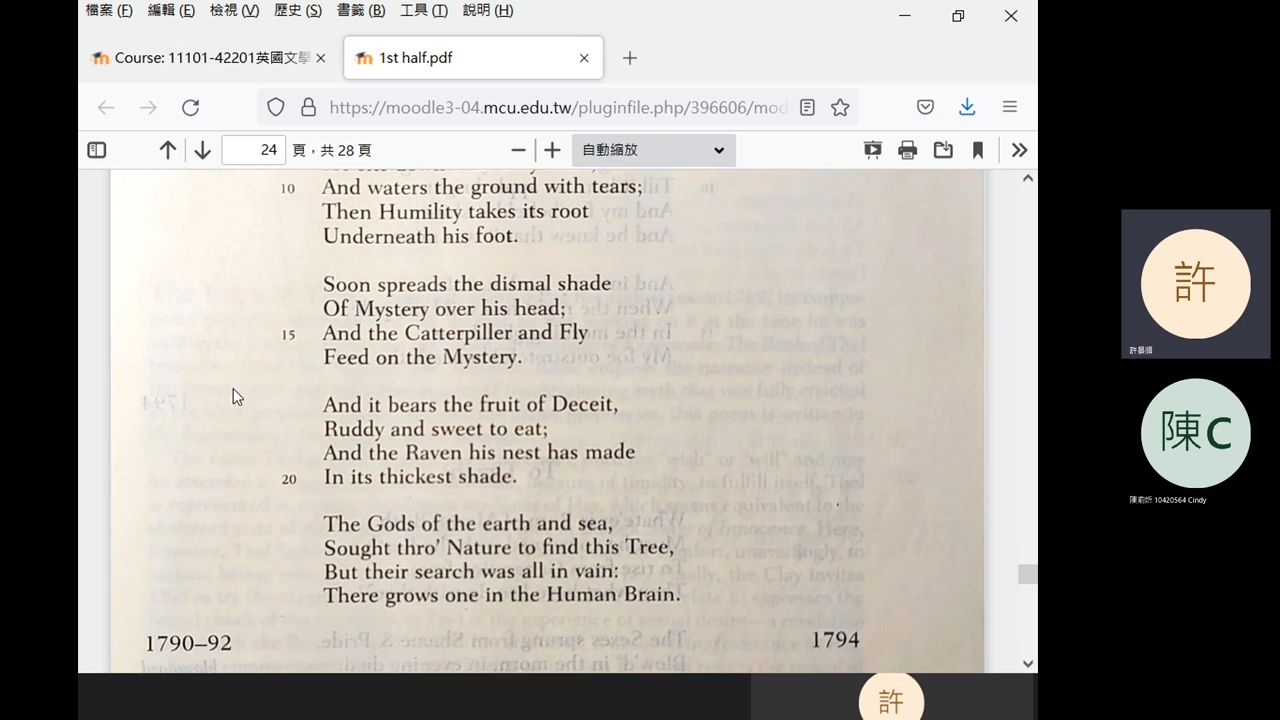 檔案 (F) 編輯 (E) 檢視 (V) 歷史 (S) 書籤 (B) 工具 (T) 說明 (H)
Course: 11101-42201英國文學
1st half.pdf
https://moodle3-04.mcu.edu.tw/pluginfile.php/396606/mod
24 頁，共 28 頁
自動縮放
10 And waters the ground with tears;
Then Humility takes its root
Underneath his foot.
Soon spreads the dismal shade
Of Mystery over his head;
15 And the Catterpiller and Fly
Feed on the Mystery.
And it bears the fruit of Deceit,
Ruddy and sweet to eat;
And the Raven his nest has made
20 In its thickest shade.
The Gods of the earth and sea,
Sought thro' Nature to find this Tree,
But their search was all in vain:
There grows one in the Human Brain.
1790–92 1794
許
許景順
陳C
陳莉妡 10420564 Cindy
許